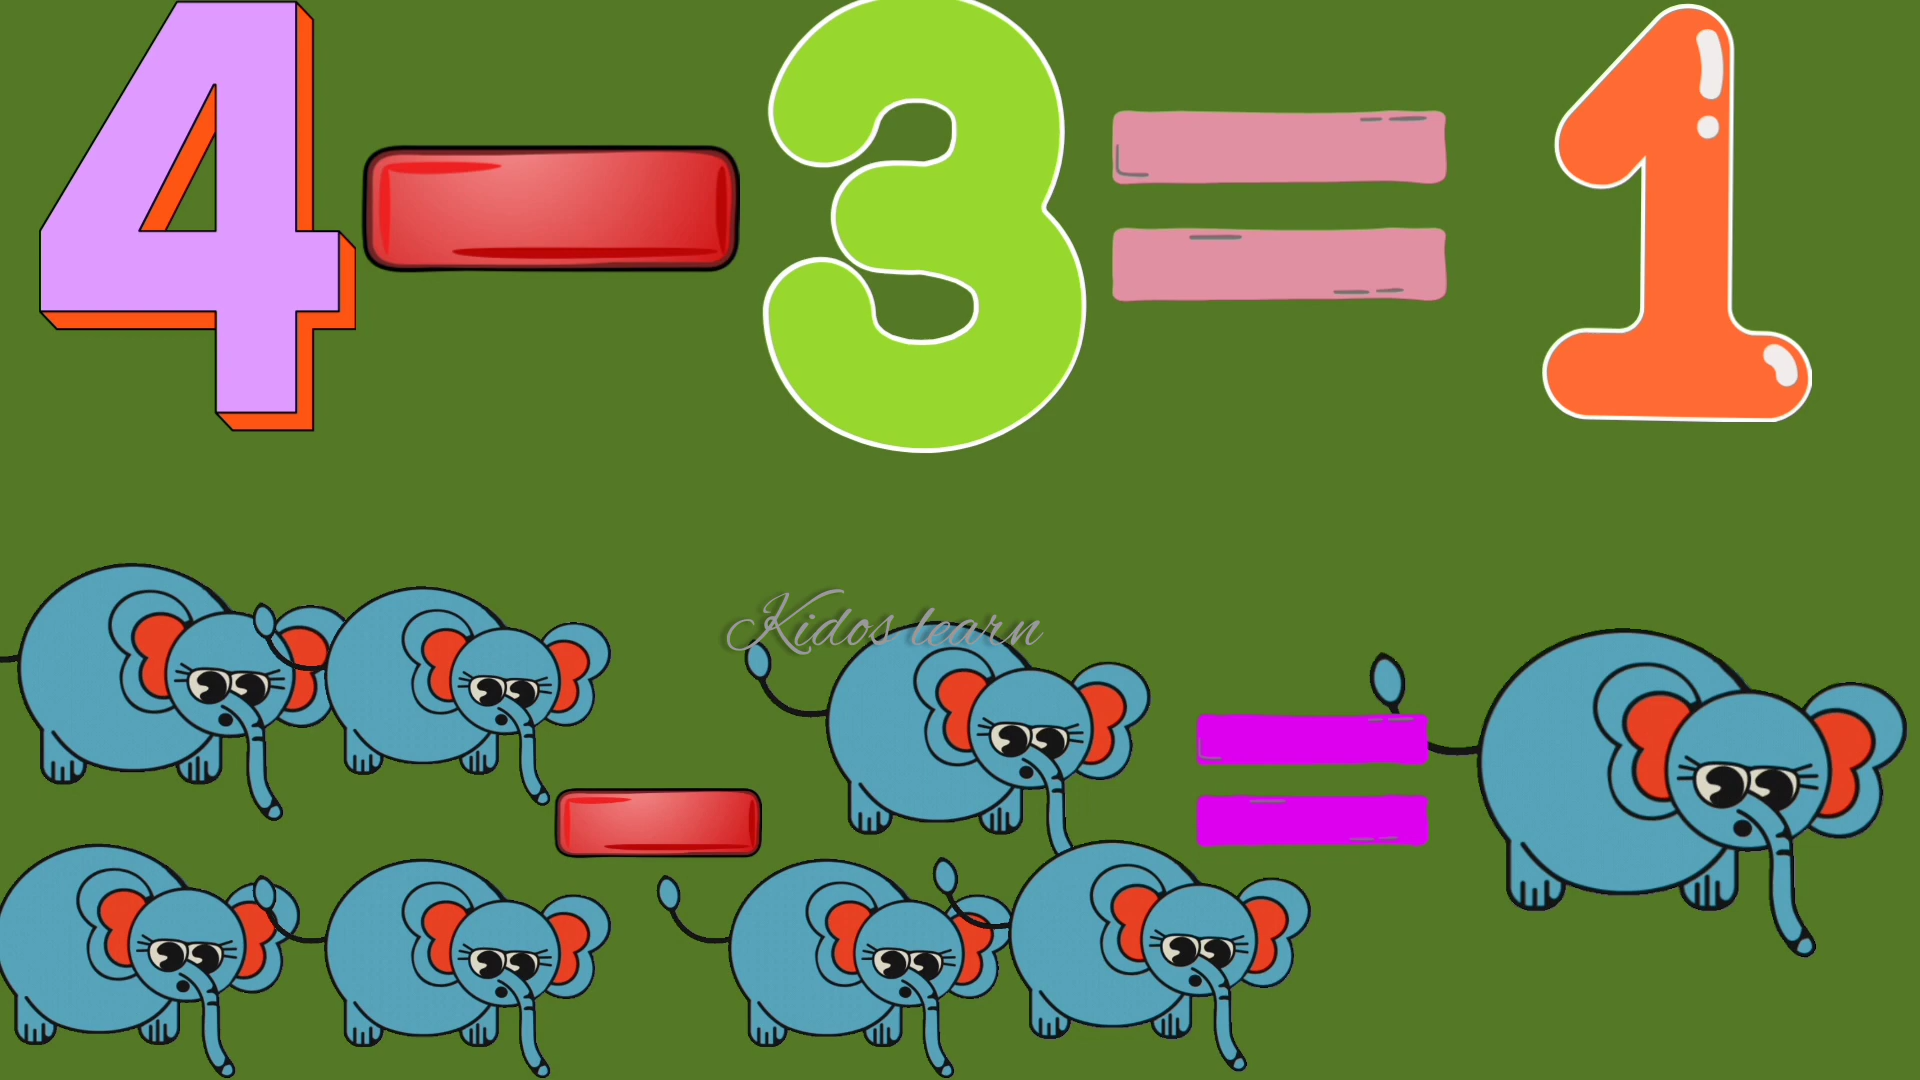 4 - 3 = 1
Kidos learn
- =